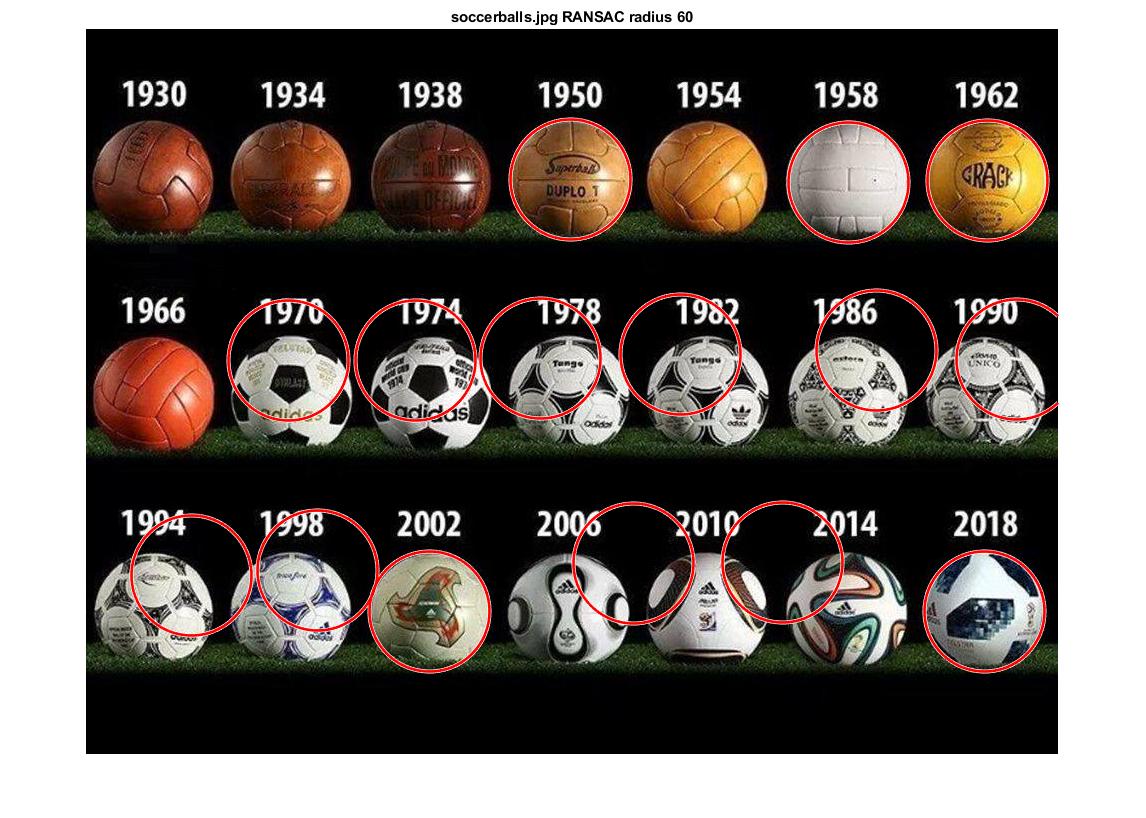 soccerballs.jpg RANSAC radius 60
1930 1934 1938 1950 1954 1958 1962
Superball
DUPLO T
CRACK
1966 1970 1974 1978 1982 1986 1990
TELSTAR
Tango
Tango
azteca
UNICO
adidas
adidas
adidas
adidas
adidas
1994 1998 2002 2006 2010 2014 2018
adidas
adidas